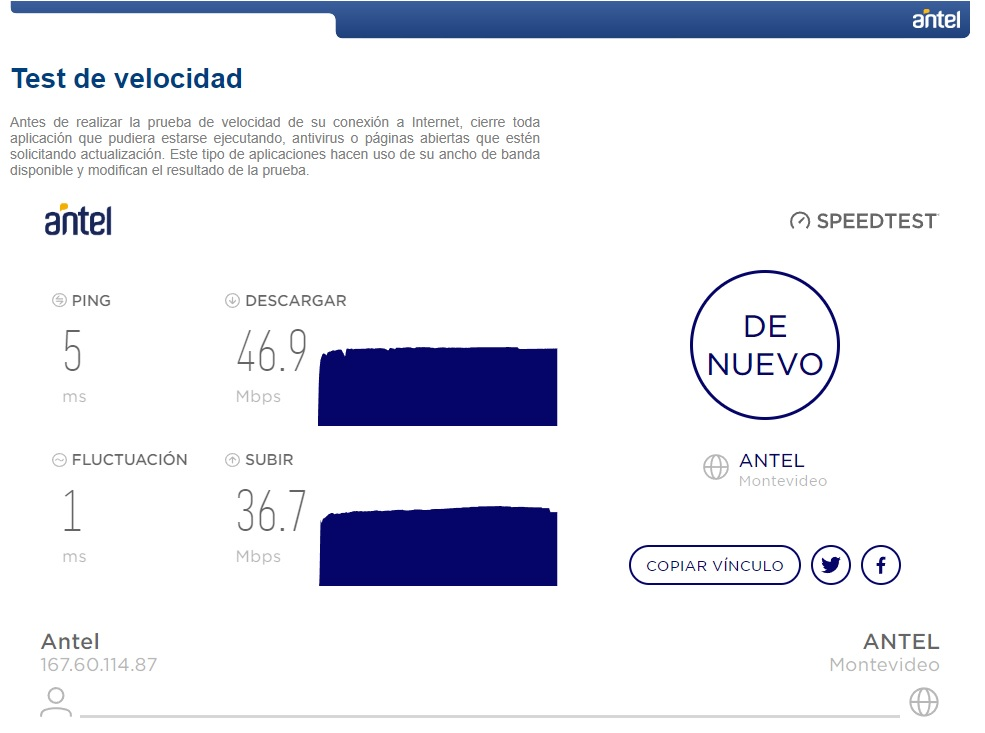 antel
Test de velocidad
Antes de realizar la prueba de velocidad de su conexión a Internet, cierre toda
aplicación que pudiera estarse ejecutando, antivirus o páginas abiertas que estén
solicitando actualización. Este tipo de aplicaciones hacen uso de su ancho de banda
disponible y modifican el resultado de la prueba.
antel
SPEEDTEST
PING
5
ms
DESCARGAR
46.9
Mbps
DE
NUEVO
FLUCTUACIÓN
1
ms
SUBIR
36.7
Mbps
ANTEL
Montevideo
COPIAR VÍNCULO
Antel
167.60.114.87
ANTEL
Montevideo